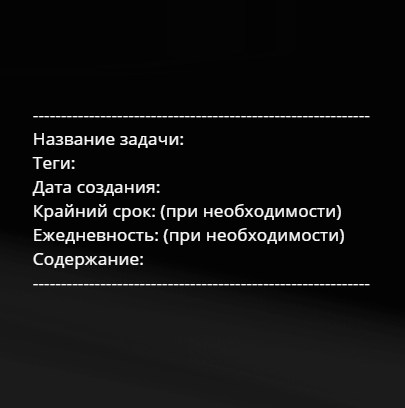 ----------------------------------------------------------------
Название задачи:
Теги:
Дата создания:
Крайний срок: (при необходимости)
Ежедневность: (при необходимости)
Содержание:
----------------------------------------------------------------